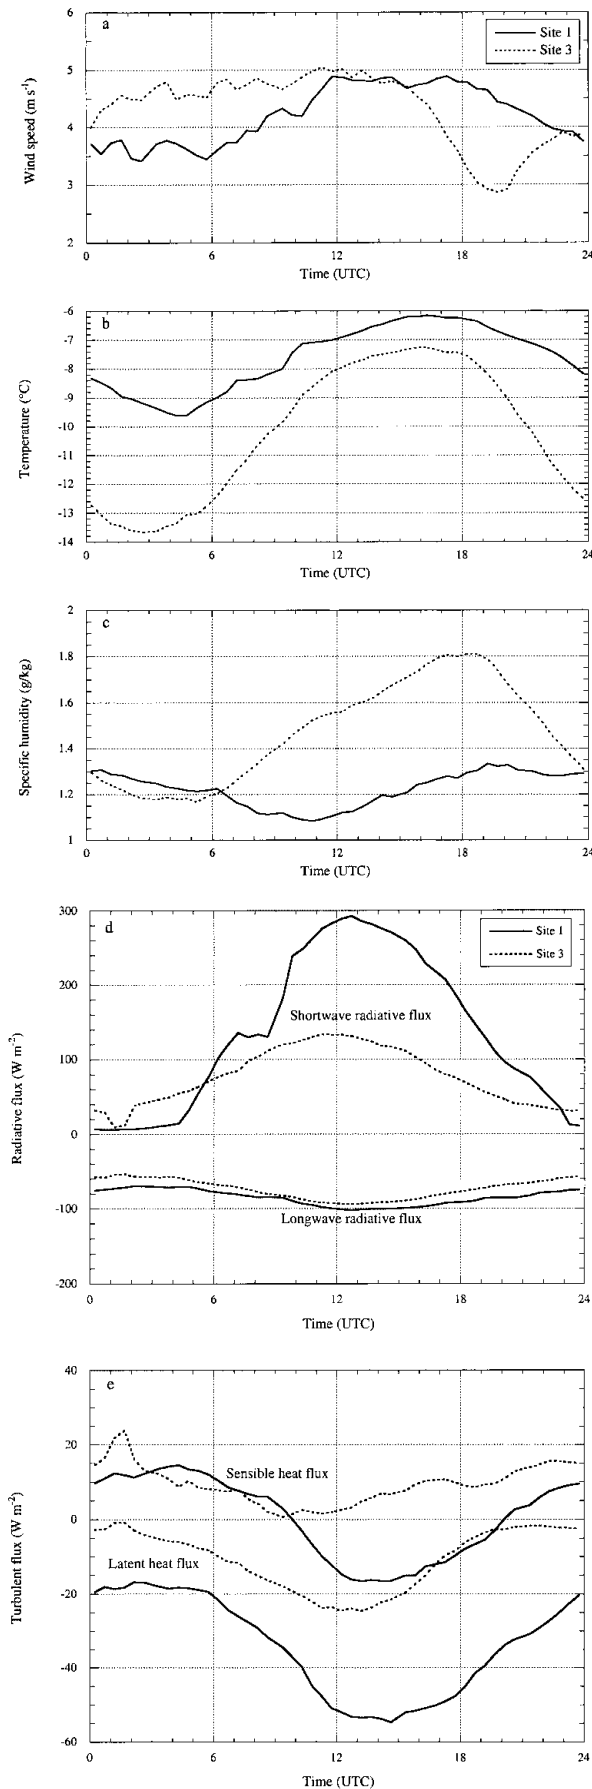 a
Site 1
Site 3
6
5
4
3
2
Wind speed (m s-1)
0
6
12
18
24
Time (UTC)
b
-6
-7
-8
-9
-10
-11
-12
-13
-14
Temperature (°C)
0
6
12
18
24
Time (UTC)
c
2
1.8
1.6
1.4
1.2
1
Specific humidity (g/kg)
0
6
12
18
24
Time (UTC)
d
Site 1
Site 3
300
200
100
0
-100
-200
Radiative flux (W m-2)
Shortwave radiative flux
Longwave radiative flux
0
6
12
18
24
Time (UTC)
e
40
20
0
-20
-40
-60
Turbulent flux (W m-2)
Sensible heat flux
Latent heat flux
0
6
12
18
24
Time (UTC)